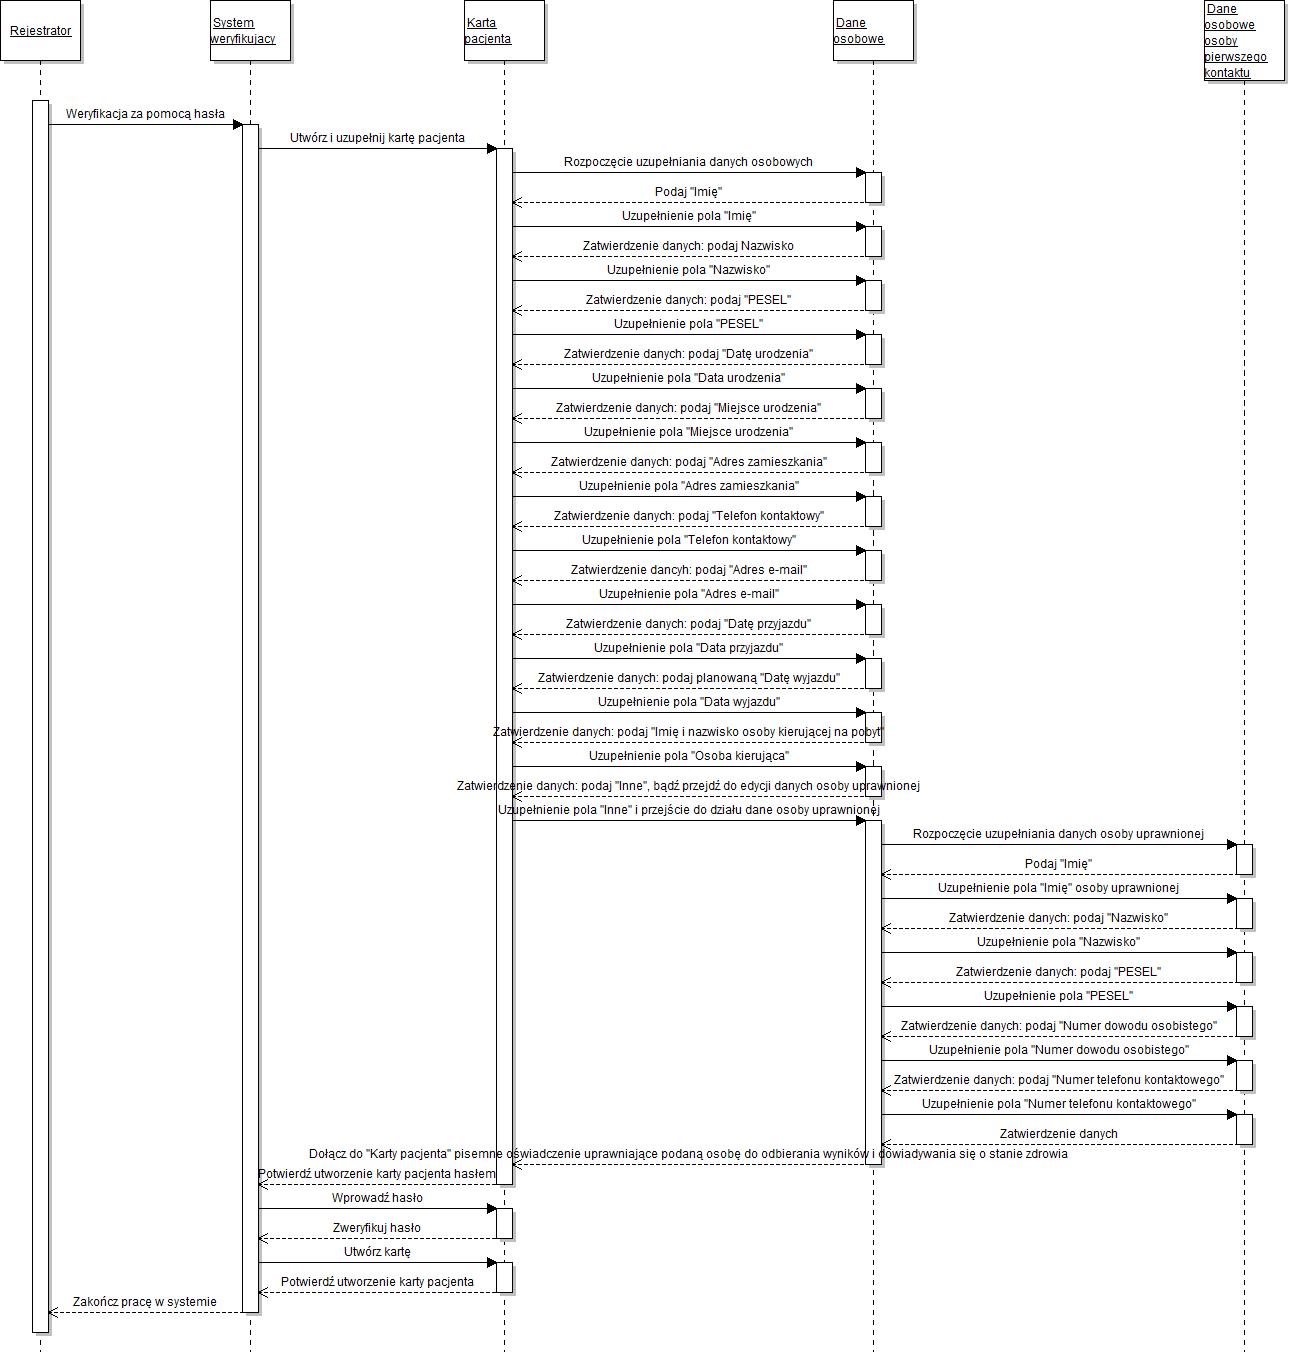 Rejestrator
System
weryfikujacy
Karta
pacjenta
Dane
osobowe
Dane
osobowe
osoby
pierwszego
kontaktu
Weryfikacja za pomocą hasła
Utwórz i uzupełnij kartę pacjenta
Rozpoczęcie uzupełniania danych osobowych
Podaj "Imię"
Uzupełnienie pola "Imię"
Zatwierdzenie danych: podaj Nazwisko
Uzupełnienie pola "Nazwisko"
Zatwierdzenie danych: podaj "PESEL"
Uzupełnienie pola "PESEL"
Zatwierdzenie danych: podaj "Datę urodzenia"
Uzupełnienie pola "Data urodzenia"
Zatwierdzenie danych: podaj "Miejsce urodzenia"
Uzupełnienie pola "Miejsce urodzenia"
Zatwierdzenie danych: podaj "Adres zamieszkania"
Uzupełnienie pola "Adres zamieszkania"
Zatwierdzenie danych: podaj "Telefon kontaktowy"
Uzupełnienie pola "Telefon kontaktowy"
Zatwierdzenie dancyh: podaj "Adres e-mail"
Uzupełnienie pola "Adres e-mail"
Zatwierdzenie danych: podaj "Datę przyjazdu"
Uzupełnienie pola "Data przyjazdu"
Zatwierdzenie danych: podaj planowaną "Datę wyjazdu"
Uzupełnienie pola "Data wyjazdu"
Zatwierdzenie danych: podaj "Imię i nazwisko osoby kierującej na pobyt"
Uzupełnienie pola "Osoba kierująca"
Zatwierdzenie danych: podaj "Inne", bądź przejdź do edycji danych osoby uprawnionej
Uzupełnienie pola "Inne" i przejście do działu dane osoby uprawnionej
Rozpoczęcie uzupełniania danych osoby uprawnionej
Podaj "Imię"
Uzupełnienie pola "Imię" osoby uprawnionej
Zatwierdzenie danych: podaj "Nazwisko"
Uzupełnienie pola "Nazwisko"
Zatwierdzenie danych: podaj "PESEL"
Uzupełnienie pola "PESEL"
Zatwierdzenie danych: podaj "Numer dowodu osobistego"
Uzupełnienie pola "Numer dowodu osobistego"
Zatwierdzenie danych: podaj "Numer telefonu kontaktowego"
Uzupełnienie pola "Numer telefonu kontaktowego"
Zatwierdzenie danych
Dołącz do "Karty pacjenta" pisemne oświadczenie uprawniające podaną osobę do odbierania wyników i dowiadywania się o stanie zdrowia
Potwierdź utworzenie karty pacjenta hasłem
Wprowadź hasło
Zweryfikuj hasło
Utwórz kartę
Potwierdź utworzenie karty pacjenta
Zakończ pracę w systemie